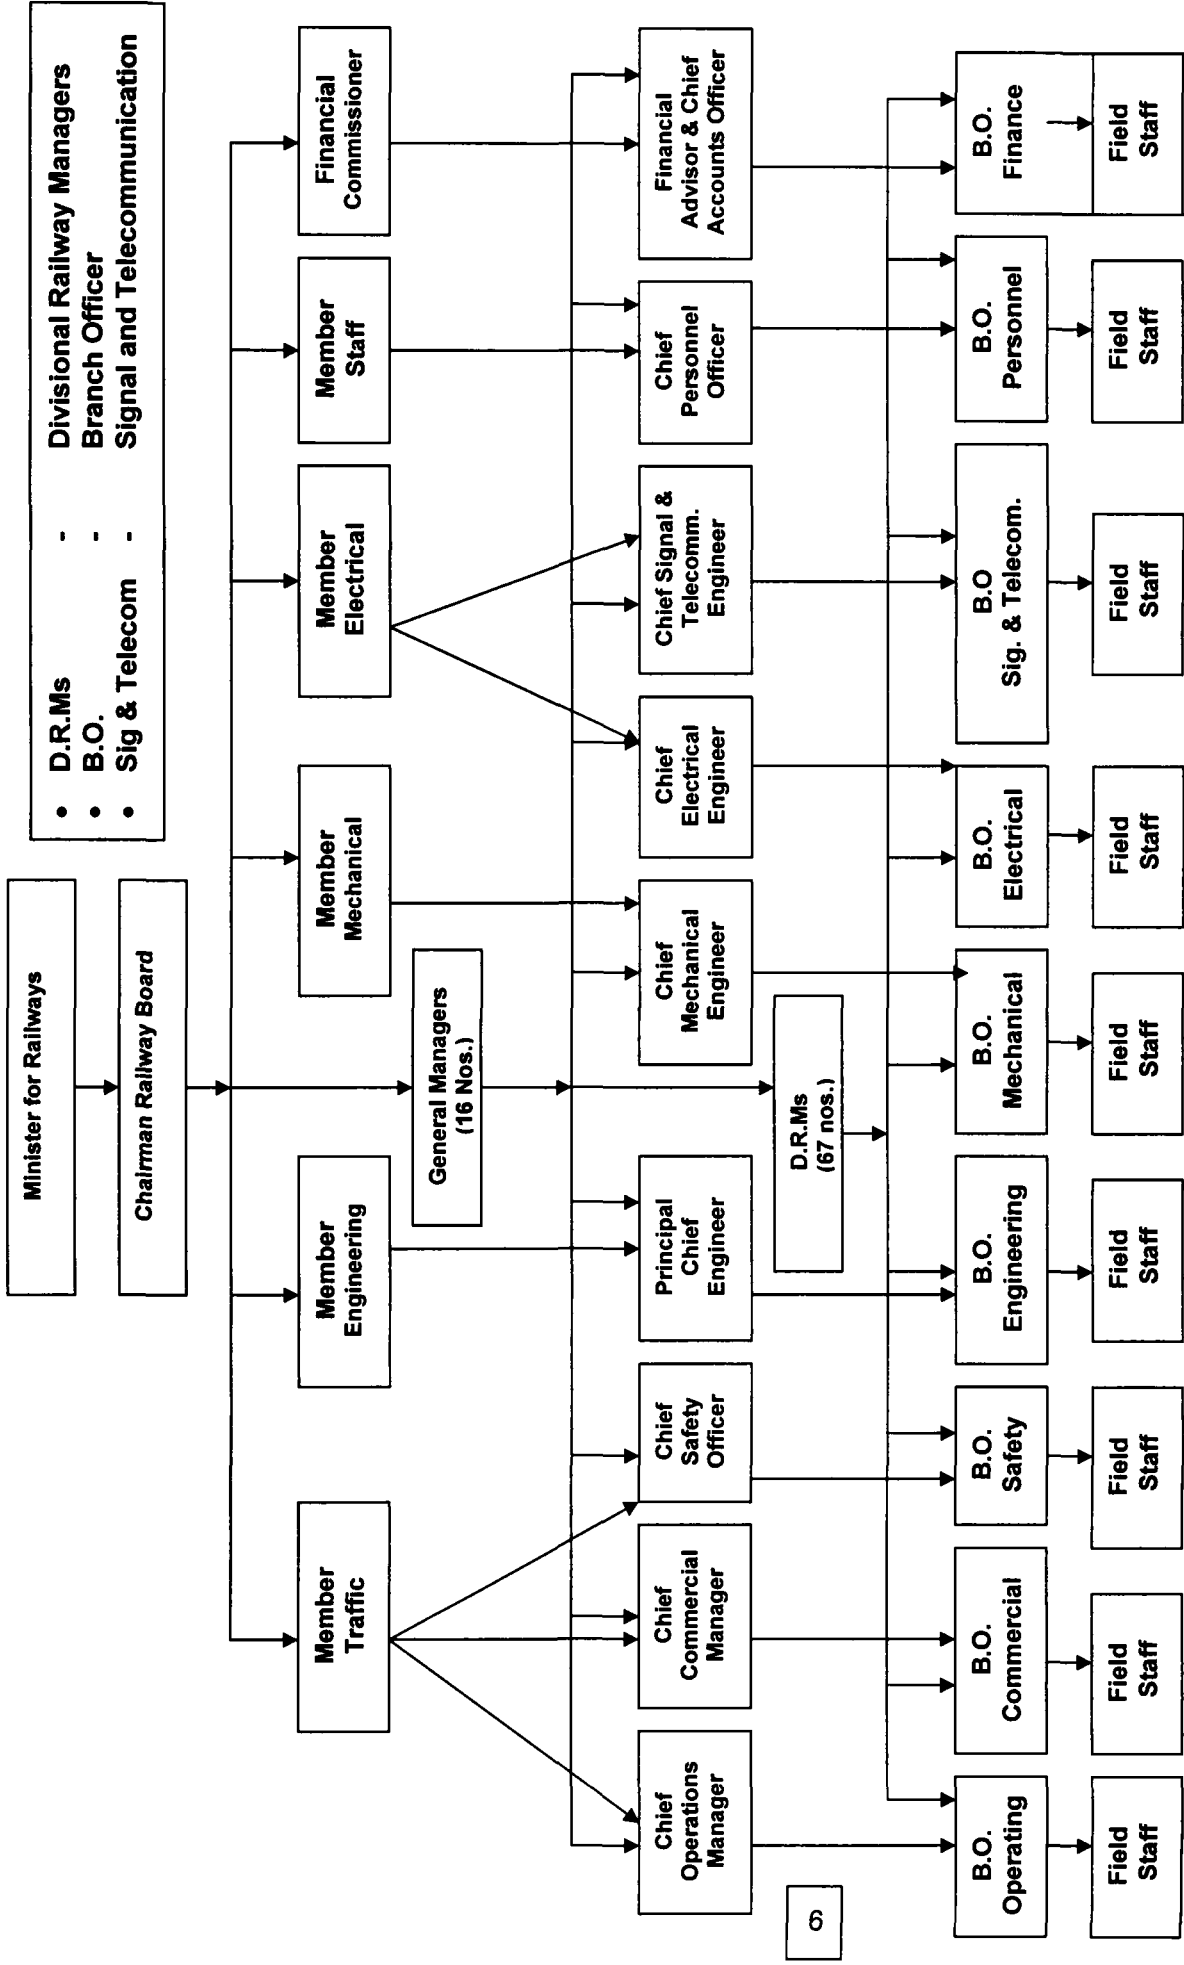 Minister for Railways
Chairman Railway Board
• D.R.Ms - Divisional Railway Managers
• B.O. - Branch Officer
• Sig & Telecom - Signal and Telecommunication
Member
Traffic
Member
Engineering
Member
Mechanical
Member
Electrical
Member
Staff
Financial
Commissioner
General Managers
(16 Nos.)
Chief
Operations
Manager
Chief
Commercial
Manager
Chief
Safety
Officer
Principal
Chief
Engineer
Chief
Mechanical
Engineer
Chief
Electrical
Engineer
Chief Signal &
Telecomm.
Engineer
Chief
Personnel
Officer
Financial
Advisor & Chief
Accounts Officer
D.R.Ms
(67 nos.)
B.O.
Operating
B.O.
Commercial
B.O.
Safety
B.O.
Engineering
B.O.
Mechanical
B.O.
Electrical
B.O
Sig. & Telecom.
B.O.
Personnel
B.O.
Finance
Field
Staff
Field
Staff
Field
Staff
Field
Staff
Field
Staff
Field
Staff
Field
Staff
Field
Staff
Field
Staff
6